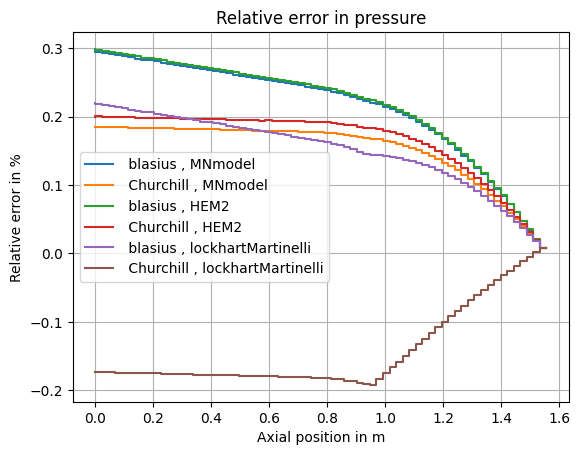 Relative error in pressure
Relative error in %
0.3
0.2
0.1
0.0
−0.1
−0.2
blasius , MNmodel
Churchill , MNmodel
blasius , HEM2
Churchill , HEM2
blasius , lockhartMartinelli
Churchill , lockhartMartinelli
0.0 0.2 0.4 0.6 0.8 1.0 1.2 1.4 1.6
Axial position in m